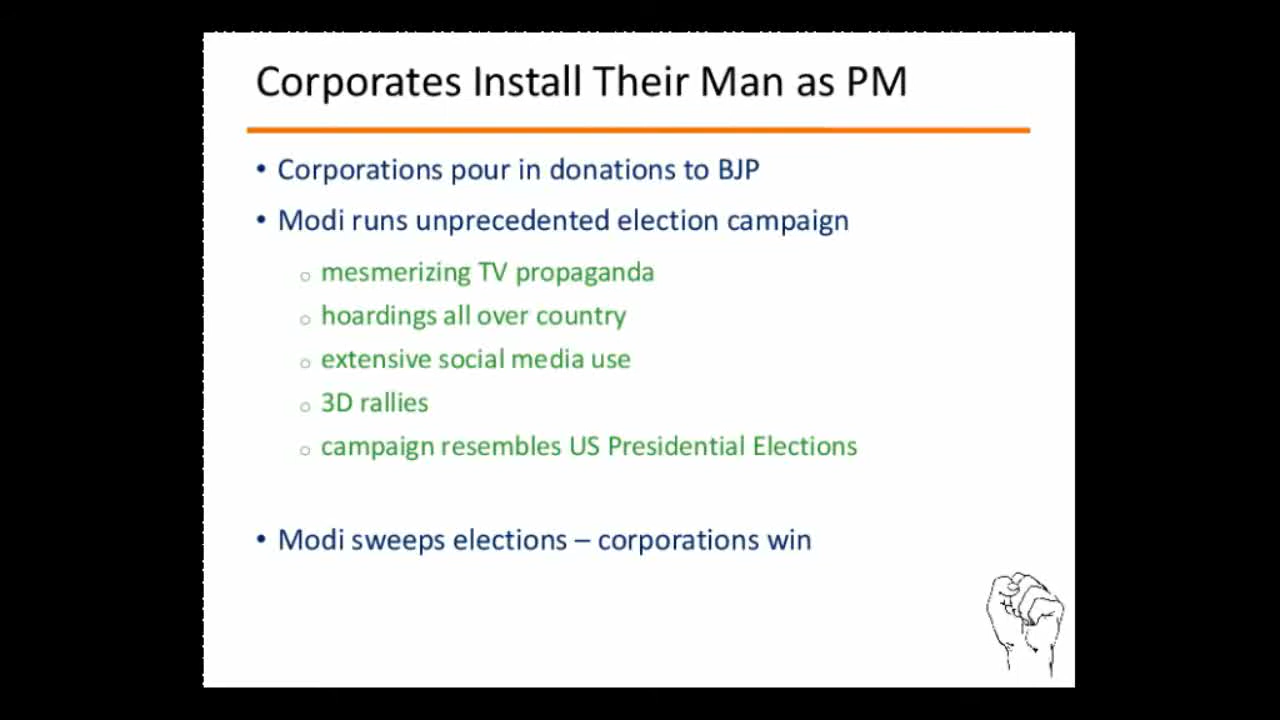 Corporates Install Their Man as PM
• Corporations pour in donations to BJP
• Modi runs unprecedented election campaign
o mesmerizing TV propaganda
o hoardings all over country
o extensive social media use
o 3D rallies
o campaign resembles US Presidential Elections
• Modi sweeps elections – corporations win